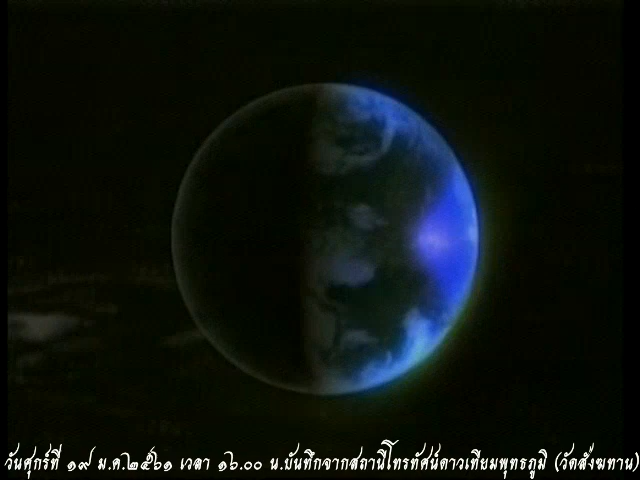 วันศุกร์ที่ ๑๙ ม.ค.๒๕๖๑ เวลา ๑๖.๐๐ น.บันทึกจากสถานีโทรทัศน์ดาวเทียมพุทธภูมิ (วัดสังฆทาน)